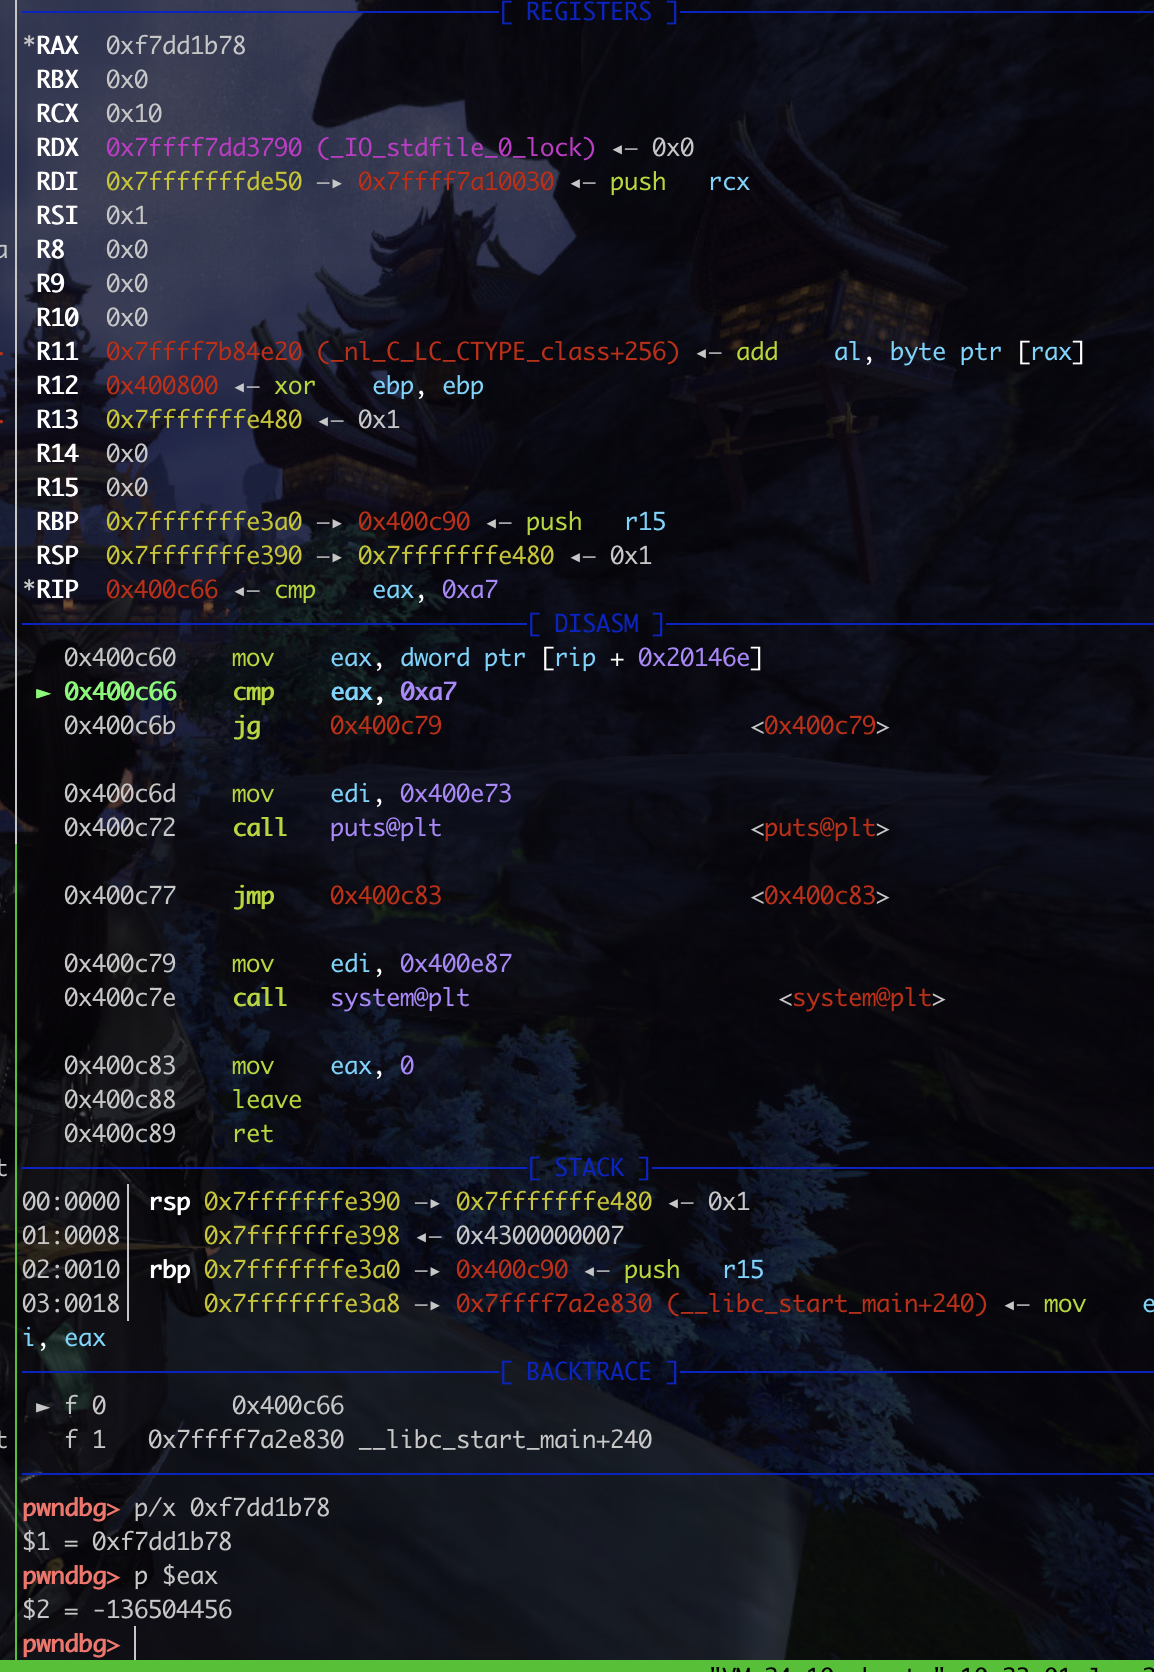 [ REGISTERS ]
*RAX  0xf7dd1b78
RBX  0x0
RCX  0x10
RDX  0x7ffff7dd3790 (_IO_stdfile_0_lock) ◂— 0x0
RDI  0x7fffffffde50 —▸ 0x7ffff7a10030 ◂— push   rcx
RSI  0x1
R8   0x0
R9   0x0
R10  0x0
R11  0x7ffff7b84e20 (_nl_C_LC_CTYPE_class+256) ◂— add    al, byte ptr [rax]
R12  0x400800 ◂— xor    ebp, ebp
R13  0x7fffffffe480 ◂— 0x1
R14  0x0
R15  0x0
RBP  0x7fffffffe3a0 —▸ 0x400c90 ◂— push   r15
RSP  0x7fffffffe390 —▸ 0x7fffffffe480 ◂— 0x1
*RIP  0x400c66 ◂— cmp    eax, 0xa7
[ DISASM ]
0x400c60    mov    eax, dword ptr [rip + 0x20146e]
► 0x400c66    cmp    eax, 0xa7
0x400c6b    jg     0x400c79                      <0x400c79>
0x400c6d    mov    edi, 0x400e73
0x400c72    call   puts@plt                      <puts@plt>
0x400c77    jmp    0x400c83                      <0x400c83>
0x400c79    mov    edi, 0x400e87
0x400c7e    call   system@plt                      <system@plt>
0x400c83    mov    eax, 0
0x400c88    leave
0x400c89    ret
[ STACK ]
00:0000│ rsp 0x7fffffffe390 —▸ 0x7fffffffe480 ◂— 0x1
01:0008│     0x7fffffffe398 ◂— 0x4300000007
02:0010│ rbp 0x7fffffffe3a0 —▸ 0x400c90 ◂— push   r15
03:0018│     0x7fffffffe3a8 —▸ 0x7ffff7a2e830 (__libc_start_main+240) ◂— mov    e
i, eax
[ BACKTRACE ]
► f 0         0x400c66
f 1   0x7ffff7a2e830 __libc_start_main+240
pwndbg> p/x 0xf7dd1b78
$1 = 0xf7dd1b78
pwndbg> p $eax
$2 = -136504456
pwndbg>